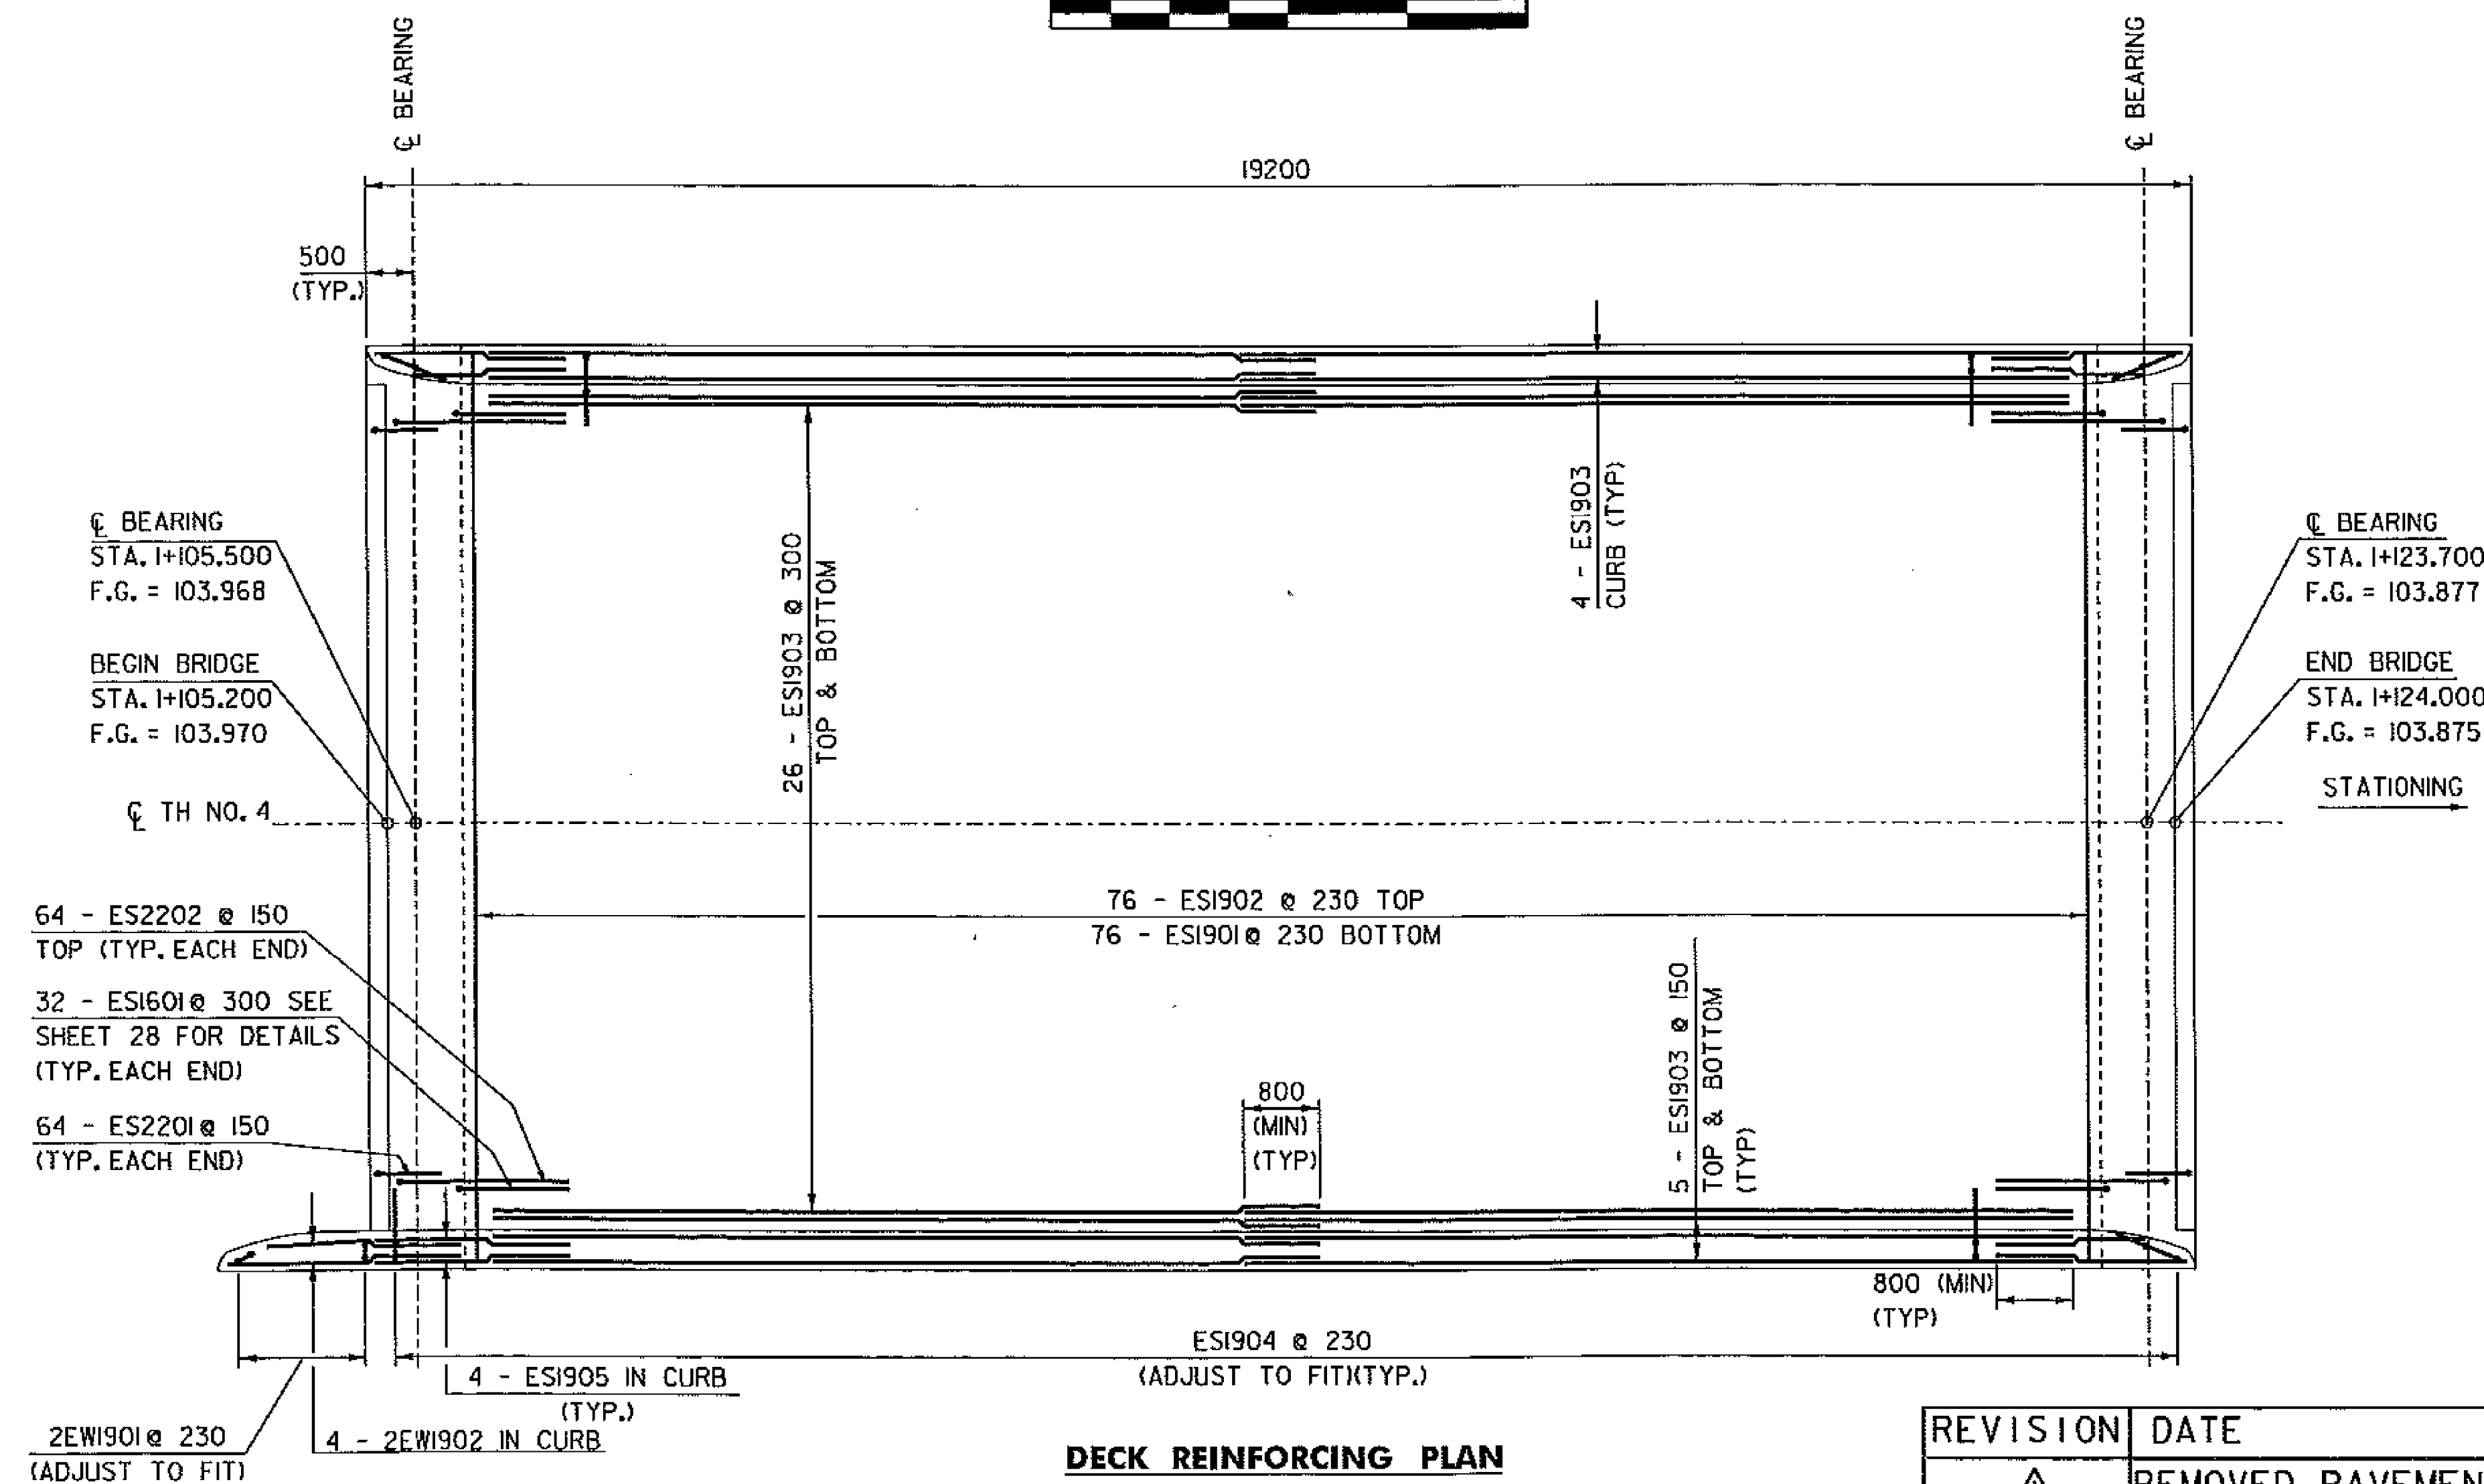 ℄ BEARING
℄ BEARING
19200
500
(TYP.)
℄ BEARING
STA. 1+105.500
F.G. = 103.968
BEGIN BRIDGE
STA. 1+105.200
F.G. = 103.970
℄ TH NO. 4
26 - ES1903 @ 300
TOP & BOTTOM
4 - ES1903
CURB (TYP)
℄ BEARING
STA. 1+123.700
F.G. = 103.877
END BRIDGE
STA. 1+124.000
F.G. = 103.875
STATIONING
76 - ES1902 @ 230 TOP
76 - ES1901 @ 230 BOTTOM
64 - ES2202 @ 150
TOP (TYP. EACH END)
32 - ES1601 @ 300 SEE
SHEET 28 FOR DETAILS
(TYP. EACH END)
64 - ES2201 @ 150
(TYP. EACH END)
800
(MIN)
(TYP)
5 - ES1903 @ 150
TOP & BOTTOM
(TYP)
800 (MIN)
(TYP)
ES1904 @ 230
(ADJUST TO FIT)(TYP.)
4 - ES1905 IN CURB
(TYP.)
2EW1901 @ 230
(ADJUST TO FIT)
4 - 2EW1902 IN CURB
DECK REINFORCING PLAN
REVISION DATE
REMOVED PAVEMEN